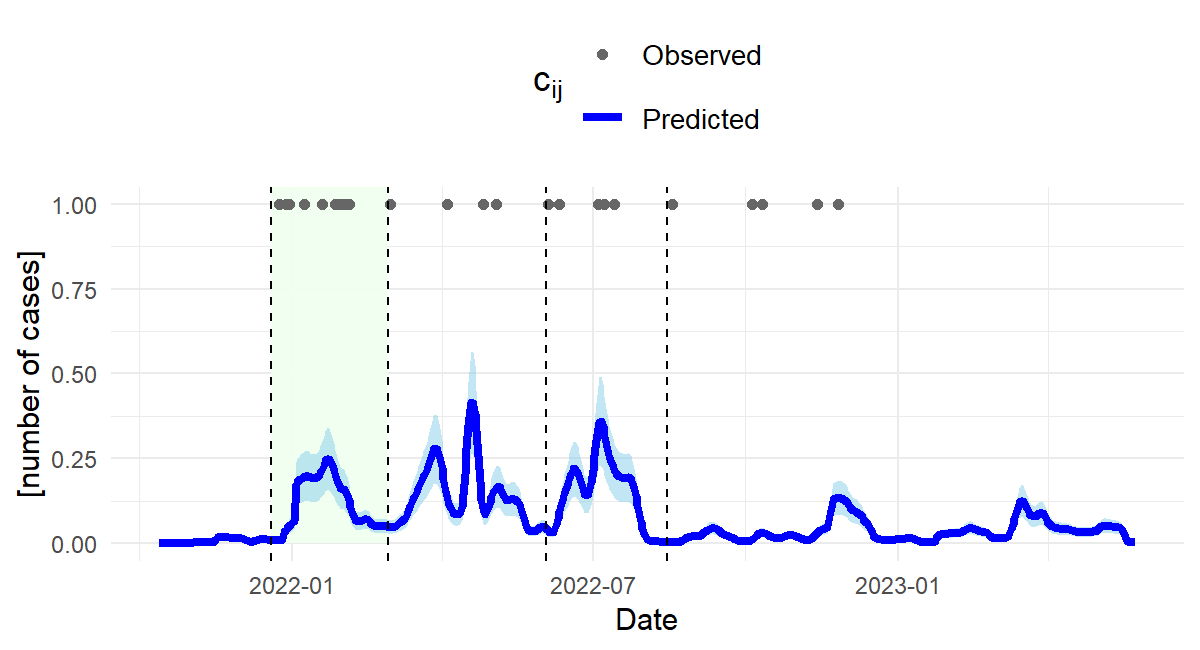 c_ij
Observed
Predicted
[number of cases]
1.00
0.75
0.50
0.25
0.00
2022-01
2022-07
2023-01
Date